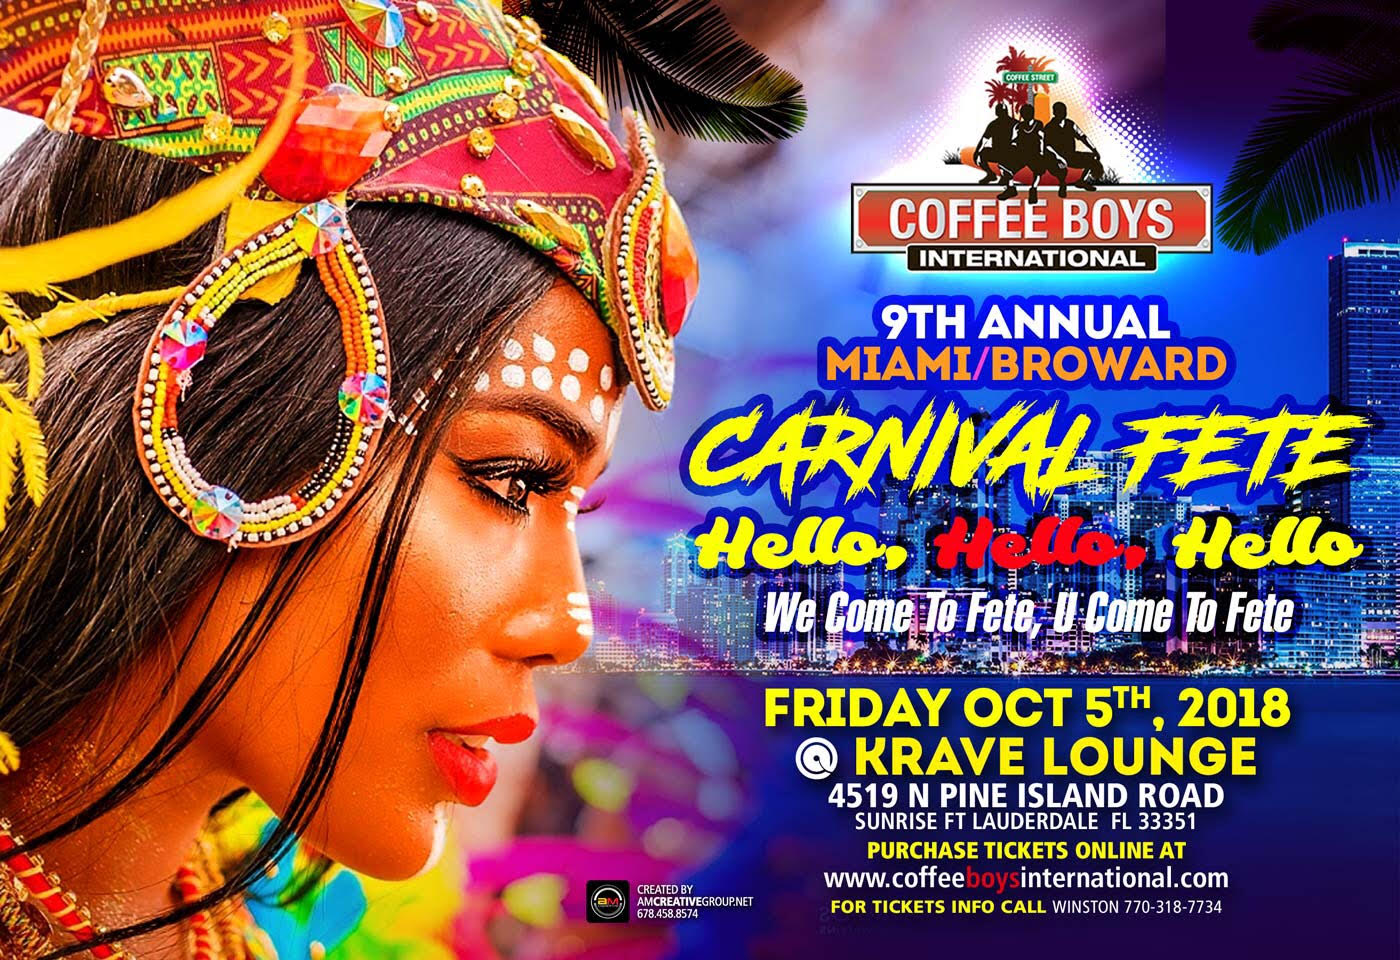 COFFEE STREET
COFFEE BOYS
INTERNATIONAL
9TH ANNUAL
MIAMI/BROWARD
CARNIVAL FETE
Hello, Hello, Hello
We Come To Fete, U Come To Fete
FRIDAY OCT 5TH, 2018
@ KRAVE LOUNGE
4519 N PINE ISLAND ROAD
SUNRISE FT LAUDERDALE FL 33351
PURCHASE TICKETS ONLINE AT
www.coffeeboysinternational.com
FOR TICKETS INFO CALL WINSTON 770-318-7734
aM
CREATED BY
AMCREATIVEGROUP.NET
678.458.8574